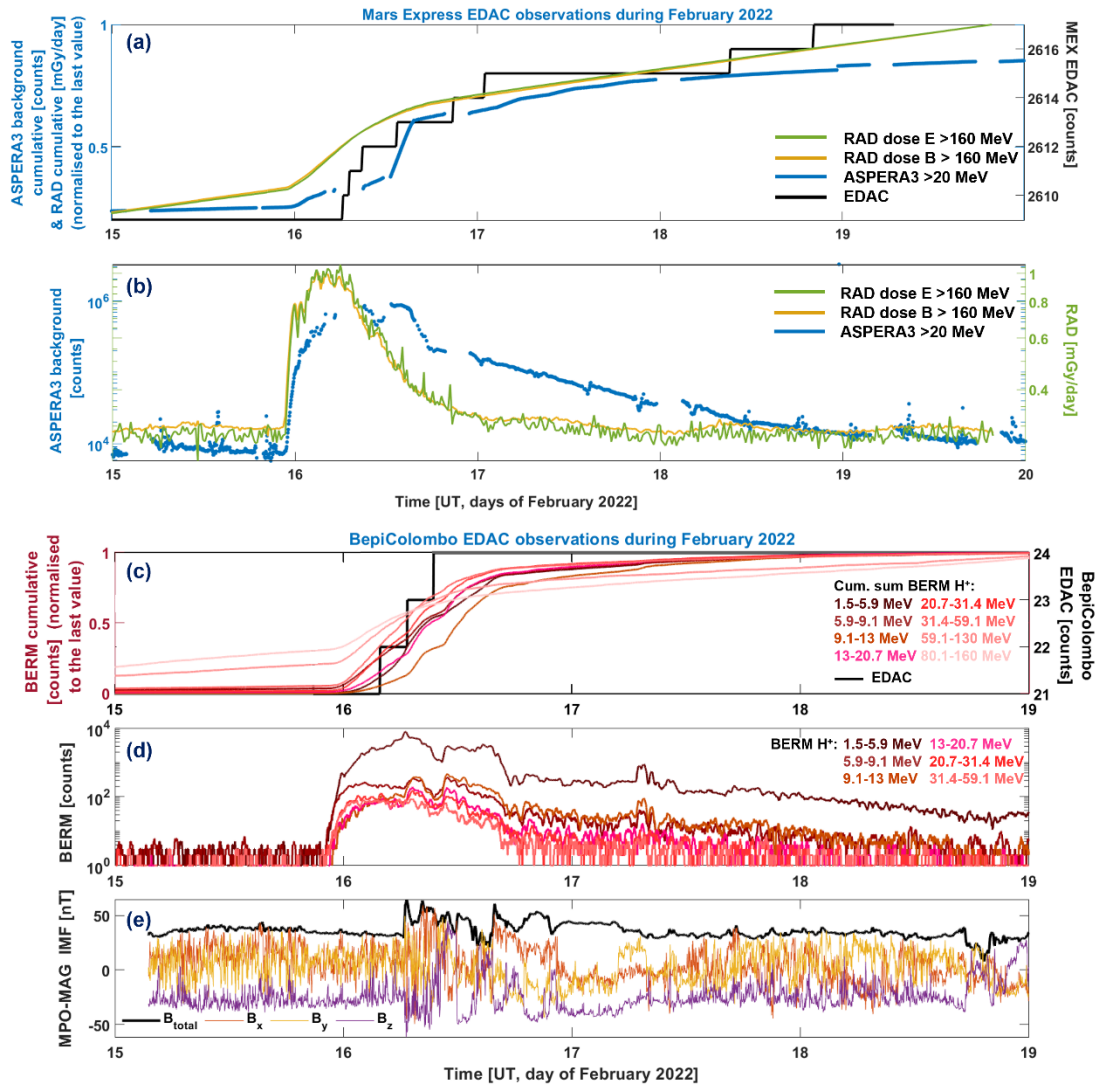 Mars Express EDAC observations during February 2022
(a)
ASPERA3 background
cumulative [counts]
& RAD cumulative [mGy/day]
(normalised to the last value)
1
0.5
MEX EDAC [counts]
2616
2614
2612
2610
RAD dose E >160 MeV
RAD dose B > 160 MeV
ASPERA3 >20 MeV
EDAC
15
16
17
18
19
(b)
ASPERA3 background
[counts]
10^6
10^4
RAD [mGy/day]
1
0.8
0.6
0.4
RAD dose E >160 MeV
RAD dose B > 160 MeV
ASPERA3 >20 MeV
15
16
17
18
19
20
Time [UT, days of February 2022]
BepiColombo EDAC observations during February 2022
(c)
BERM cumulative
[counts] (normalised
to the last value)
1
0.5
0
BepiColombo
EDAC [counts]
24
23
22
21
Cum. sum BERM H⁺:
1.5-5.9 MeV 20.7-31.4 MeV
5.9-9.1 MeV 31.4-59.1 MeV
9.1-13 MeV 59.1-130 MeV
13-20.7 MeV 80.1-160 MeV
EDAC
15
16
17
18
19
(d)
BERM [counts]
10^4
10^2
10^0
BERM H⁺: 1.5-5.9 MeV 13-20.7 MeV
5.9-9.1 MeV 20.7-31.4 MeV
9.1-13 MeV 31.4-59.1 MeV
15
16
17
18
19
(e)
MPO-MAG IMF [nT]
50
0
-50
B_total B_x B_y B_z
15
16
17
18
19
Time [UT, day of February 2022]